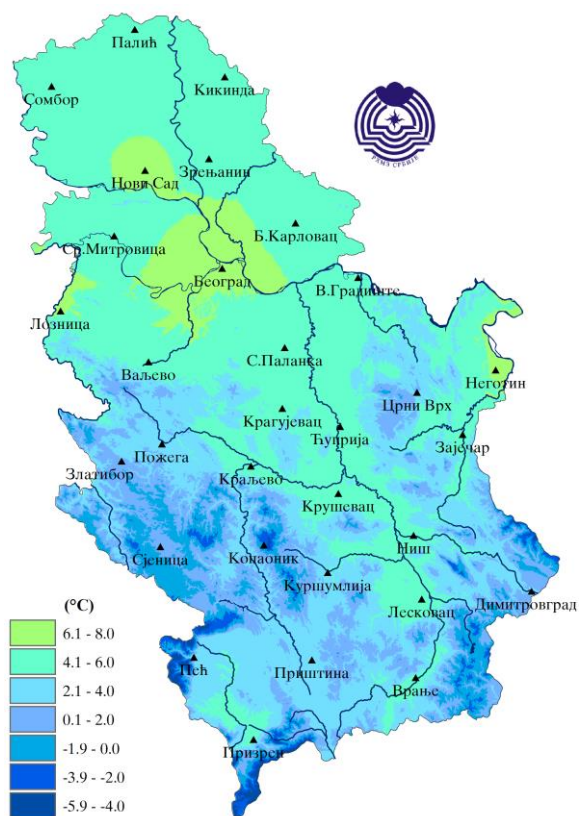 Палић
Кикинда
Сомбор
Зрењанин
Нови Сад
РХМЗ СРБИЈЕ
Ср.Митровица
Б.Карловац
Београд
В.Градиште
Лозница
С.Паланка
Ваљево
Неготин
Црни Врх
Крагујевац
Ћуприја
Зајечар
Пожега
Златибор
Краљево
Крушевац
Ниш
Сјеница
Копаоник
Куршумлија
Димитровград
Лесковац
(°C)
6.1 - 8.0
4.1 - 6.0
2.1 - 4.0
0.1 - 2.0
-1.9 - 0.0
-3.9 - -2.0
-5.9 - -4.0
Пећ
Приштина
Врање
Призрен